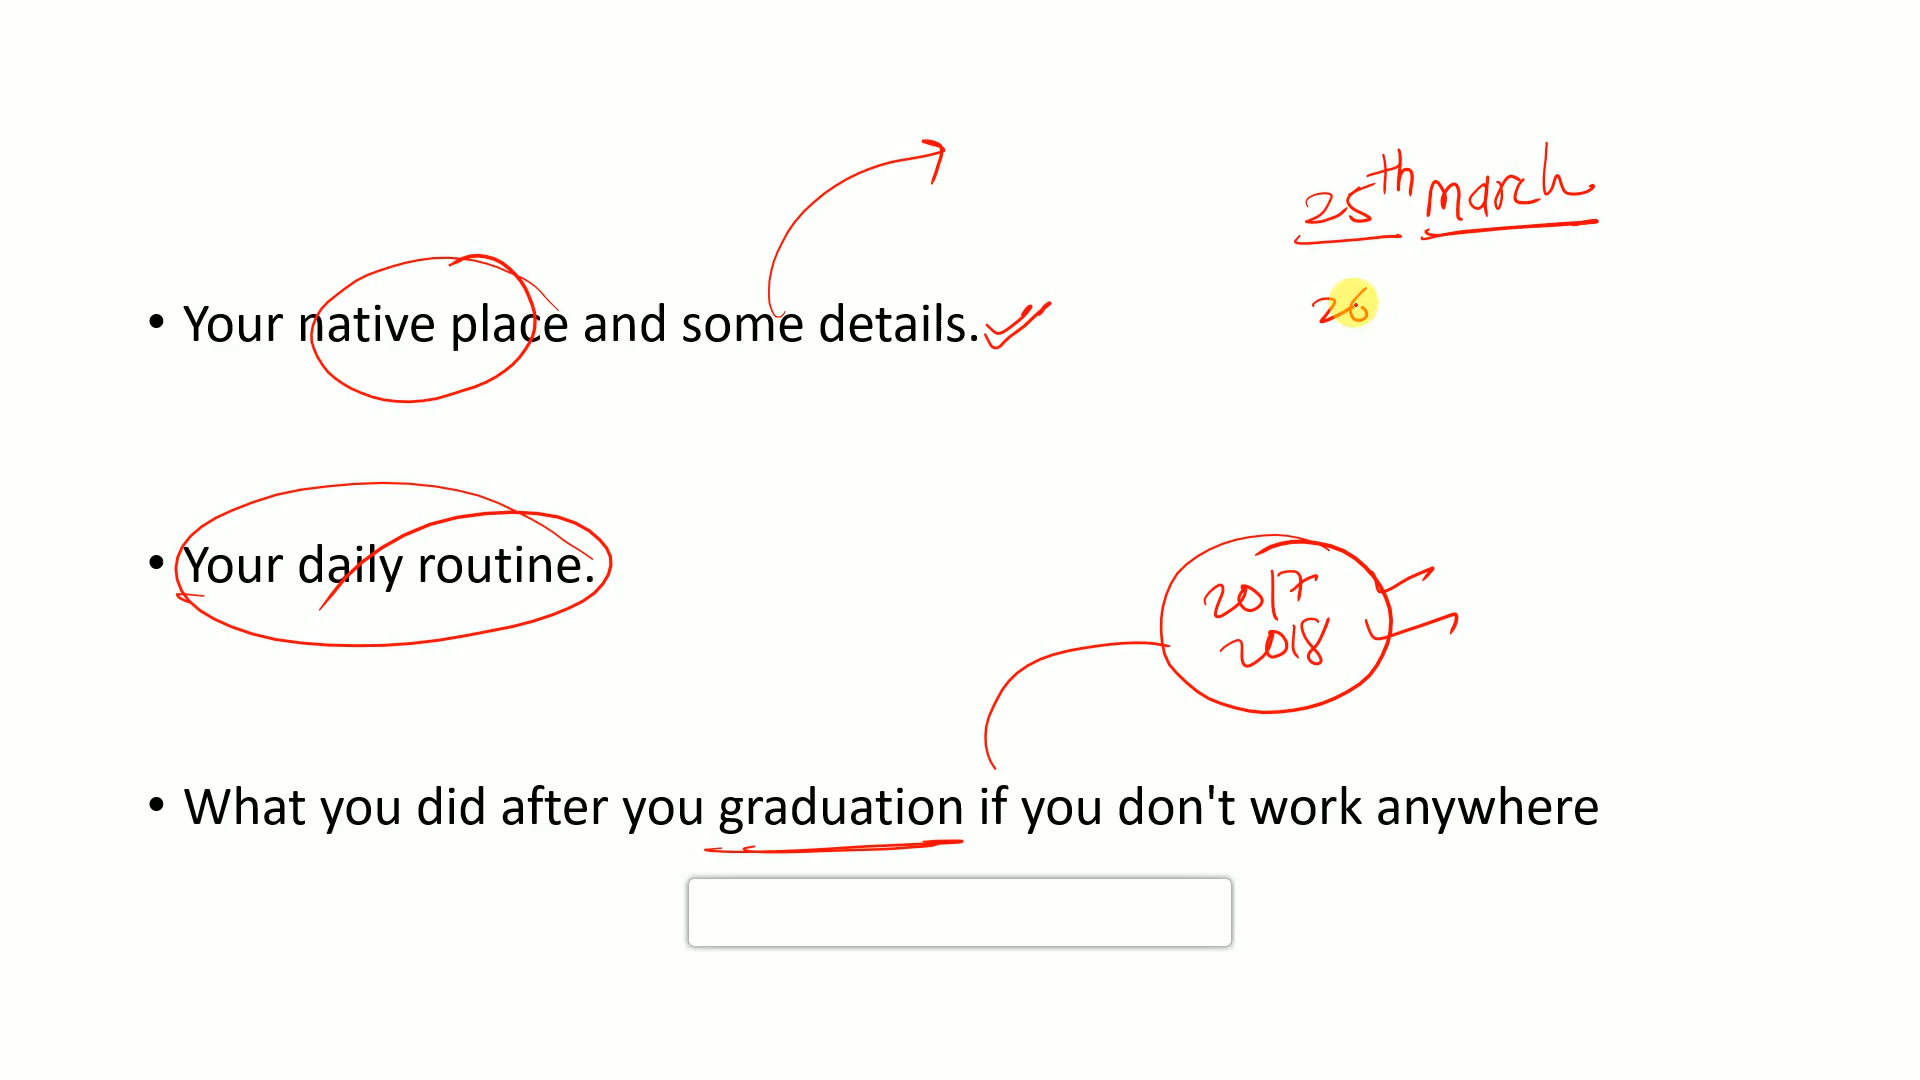 25th march
26
• Your native place and some details.
• Your daily routine.
2017
2018
• What you did after you graduation if you don't work anywhere